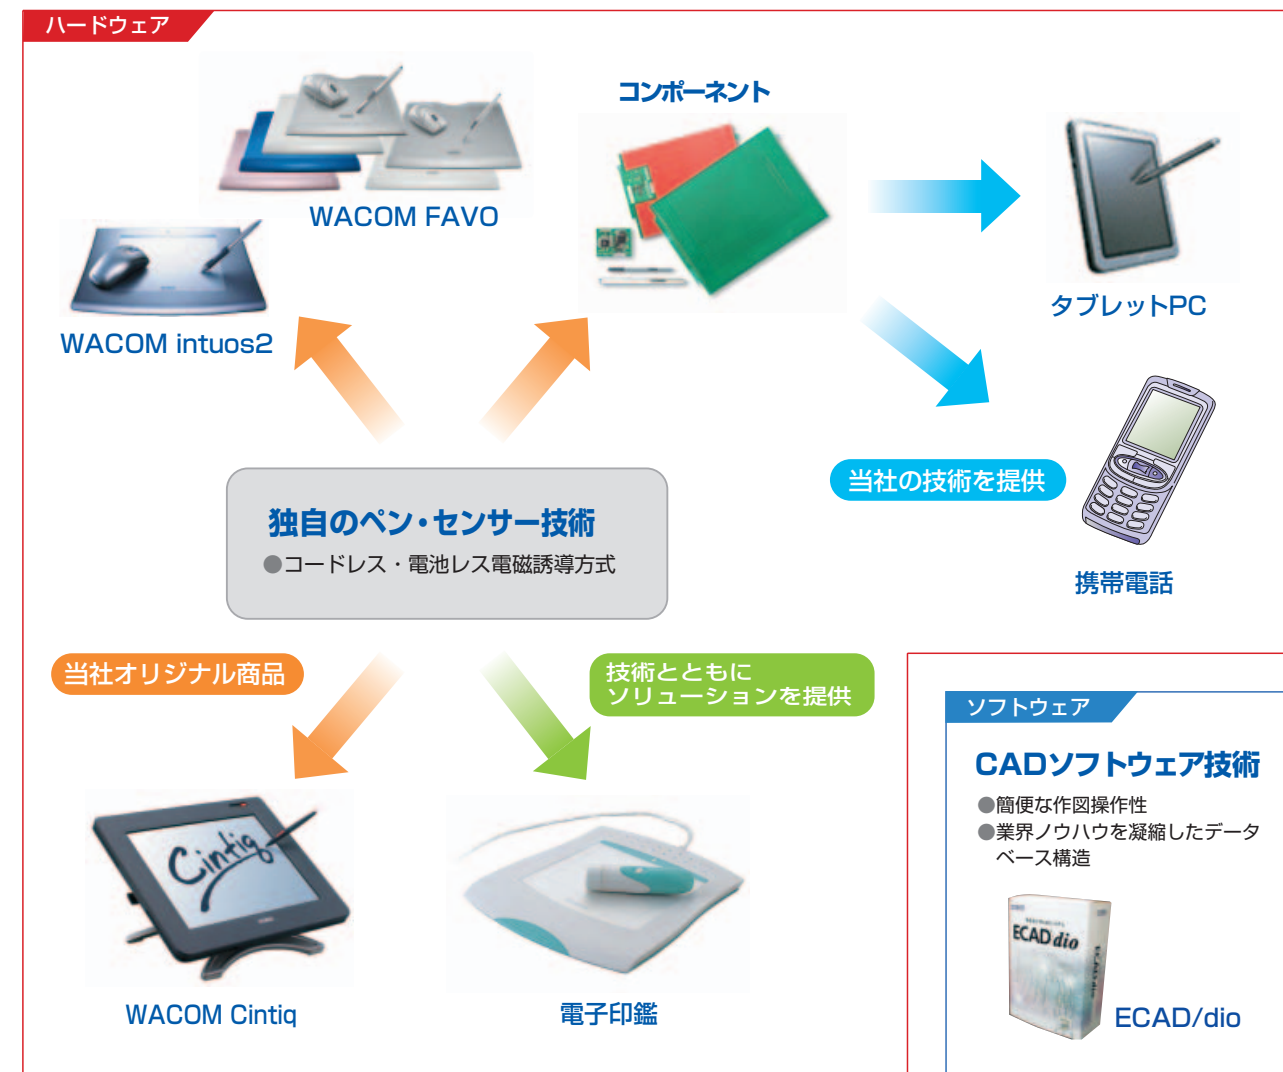 ハードウェア
コンポーネント
WACOM FAVO
WACOM intuos2
タブレットPC
当社の技術を提供
携帯電話
独自のペン・センサー技術
●コードレス・電池レス電磁誘導方式
当社オリジナル商品
技術とともに
ソリューションを提供
Cintiq
WACOM Cintiq
電子印鑑
ソフトウェア
CADソフトウェア技術
●簡便な作図操作性
●業界ノウハウを凝縮したデータ
ベース構造
ECAD dio
ECAD dio
ECAD/dio